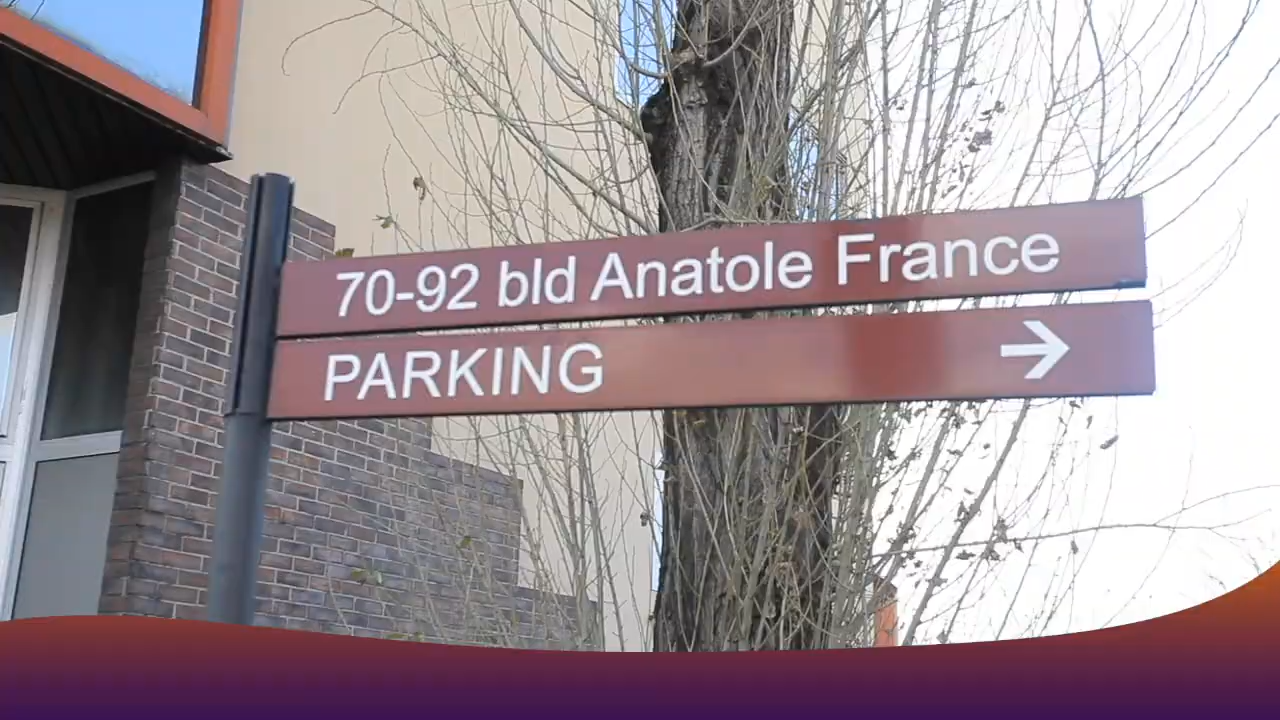 70-92 bld Anatole France
PARKING →